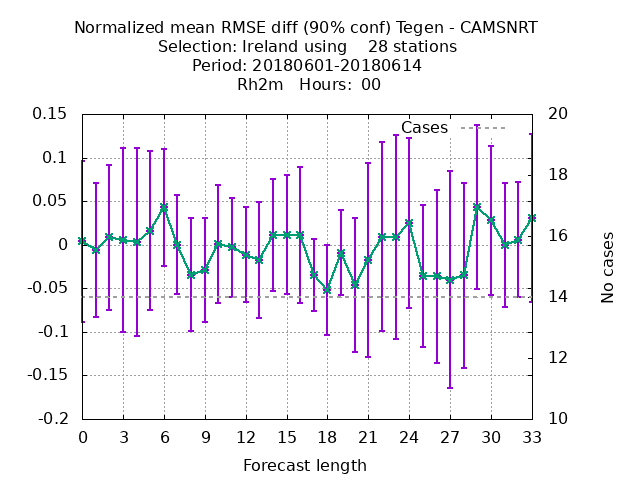 Normalized mean RMSE diff (90% conf) Tegen - CAMSNRT
Selection: Ireland using    28 stations
Period: 20180601-20180614
Rh2m   Hours:  00
Cases
0.15
0.1
0.05
0
-0.05
-0.1
-0.15
-0.2
20
18
16
14
12
10
No cases
0 3 6 9 12 15 18 21 24 27 30 33
Forecast length